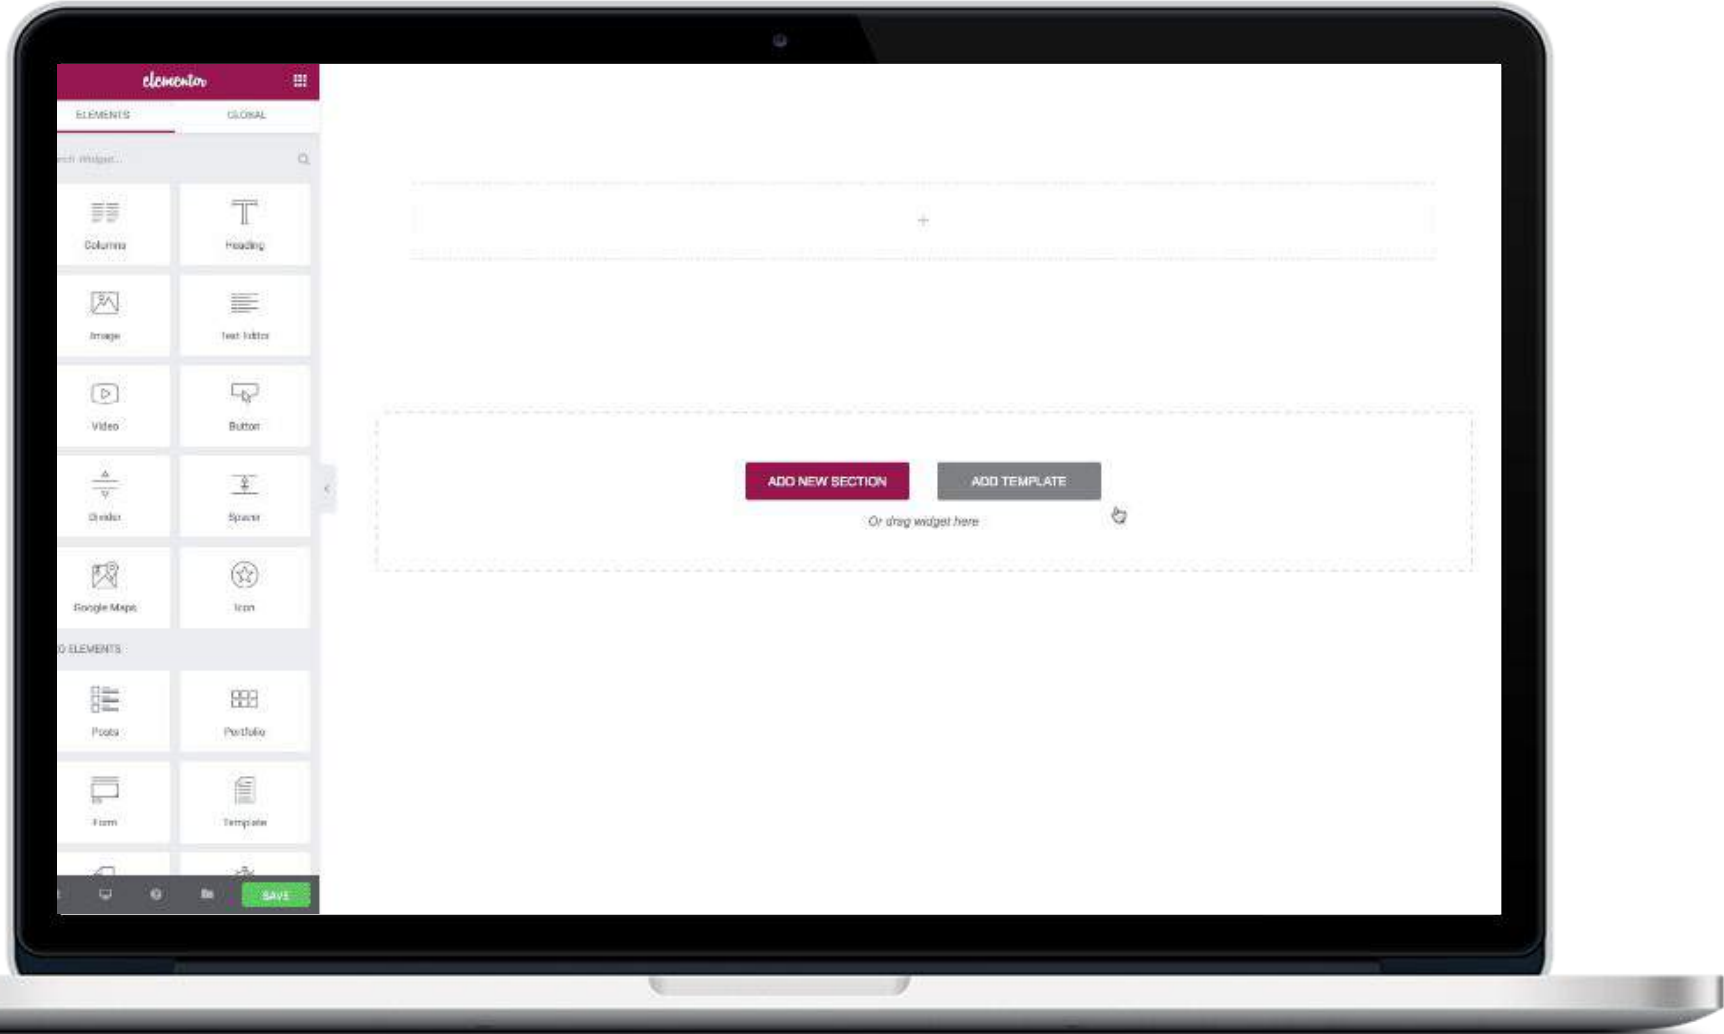 elementor
ELEMENTS GLOBAL
Widget...
Columns Heading
Image Text Editor
Video Button
Divider Spacer
Google Maps Icon
ELEMENTS
Posts Portfolio
Form Template
SAVE
ADD NEW SECTION ADD TEMPLATE
Or drag widget here